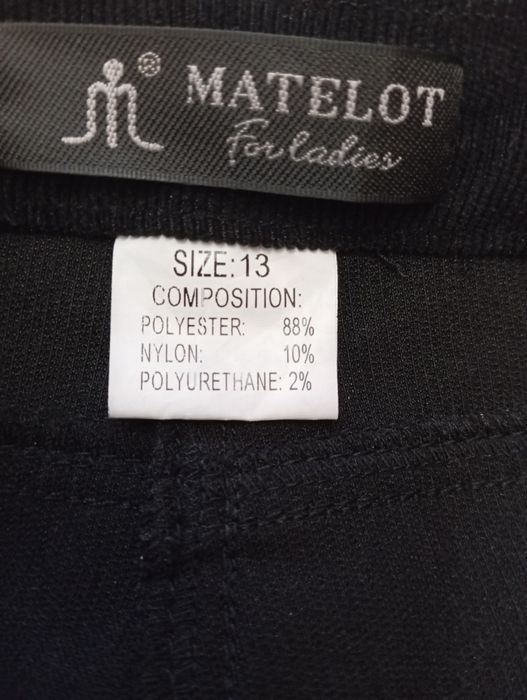 ® MATELOT
For ladies
SIZE:13
COMPOSITION:
POLYESTER: 88%
NYLON: 10%
POLYURETHANE: 2%